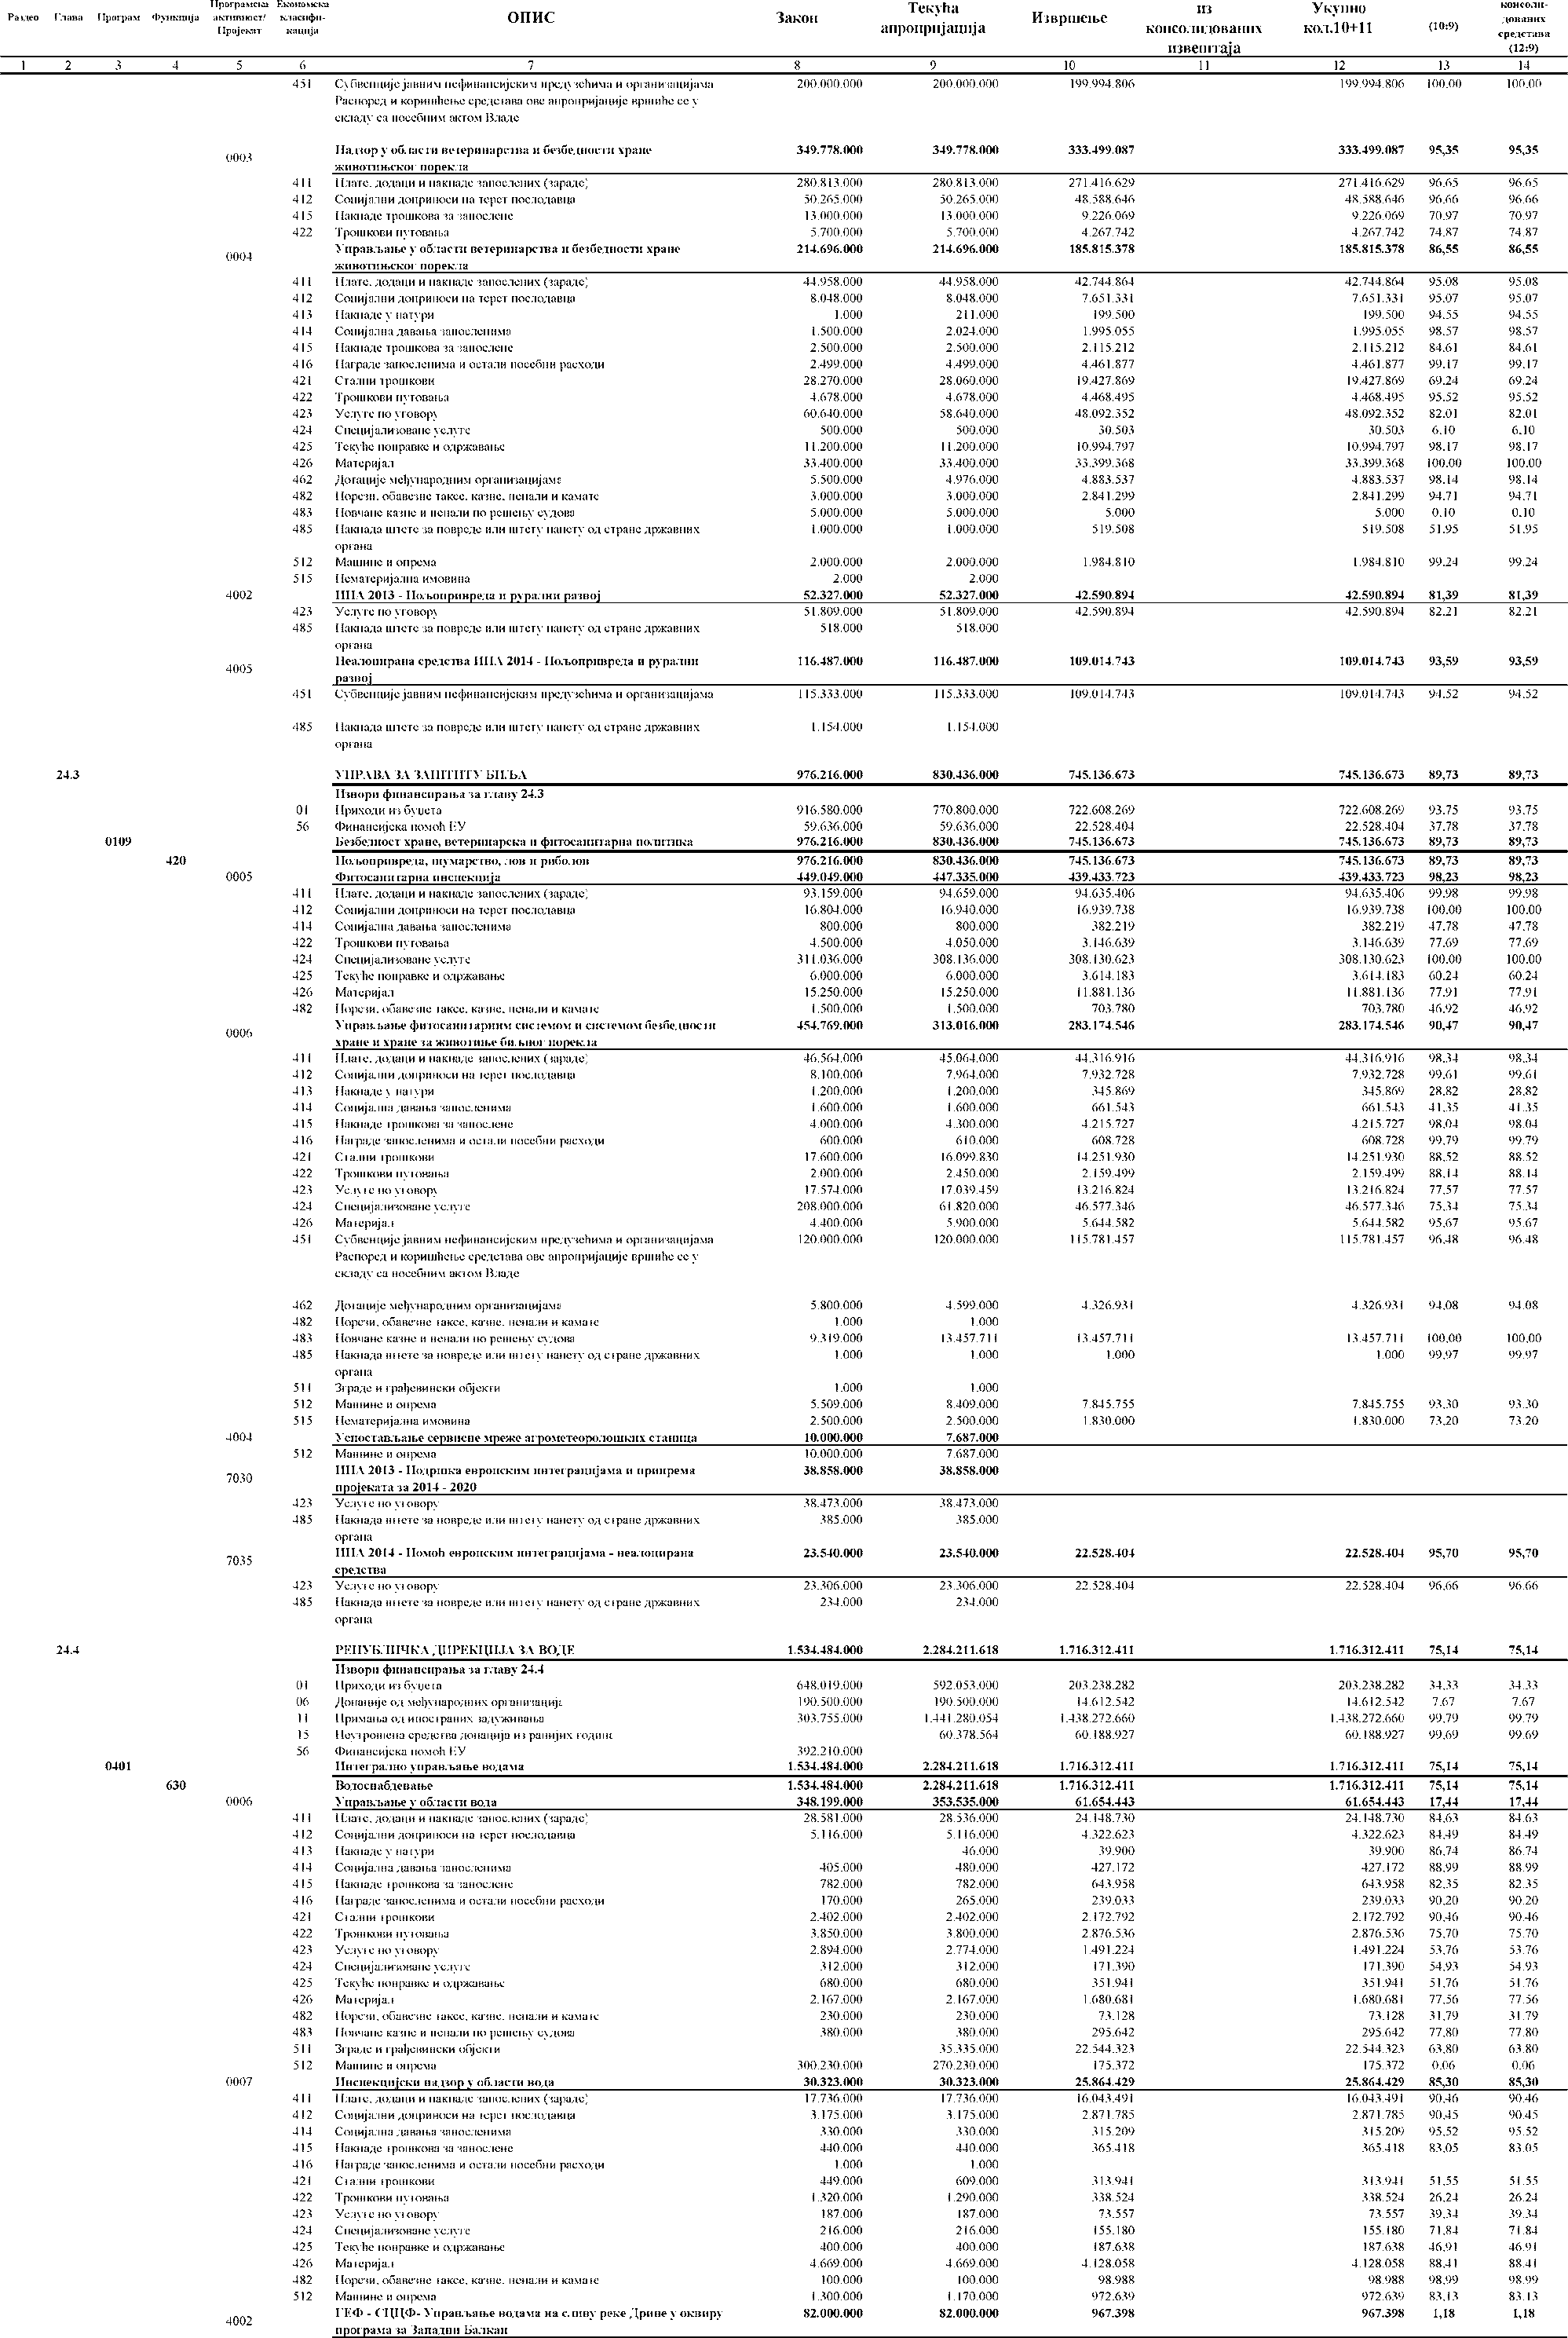 Раздео Глава Програм Функција Програмска активност/ Пројекат Економска класифи-кација ОПИС Закон Текућа апропријација Извршење из консолидованих извештаја Укупно кол.10+11 (10:9) консоли-дованих средстава (12:9)
1 2 3 4 5 6 7 8 9 10 11 12 13 14
451 Субвенције јавним нефинансијским предузећима и организацијама 200.000.000 200.000.000 199.994.806 199.994.806 100,00 100,00
Распоред и коришћење средстава ове апропријације вршиће се у
складу са посебним актом Владе
0003 Надзор у области ветеринарства и безбедности хране 349.778.000 349.778.000 333.499.087 333.499.087 95,35 95,35
животињског порекла
411 Плате, додаци и накнаде запослених (зараде) 280.813.000 280.813.000 271.416.629 271.416.629 96,65 96,65
412 Социјални доприноси на терет послодавца 50.265.000 50.265.000 48.588.646 48.588.646 96,66 96,66
415 Накнаде трошкова за запослене 13.000.000 13.000.000 9.226.069 9.226.069 70,97 70,97
422 Трошкови путовања 5.700.000 5.700.000 4.267.742 4.267.742 74,87 74,87
0004 Управљање у области ветеринарства и безбедности хране 214.696.000 214.696.000 185.815.378 185.815.378 86,55 86,55
животињског порекла
411 Плате, додаци и накнаде запослених (зараде) 44.958.000 44.958.000 42.744.864 42.744.864 95,08 95,08
412 Социјални доприноси на терет послодавца 8.048.000 8.048.000 7.651.331 7.651.331 95,07 95,07
413 Накнаде у натури 1.000 211.000 199.500 199.500 94,55 94,55
414 Социјална давања запосленима 1.500.000 2.024.000 1.995.055 1.995.055 98,57 98,57
415 Накнаде трошкова за запослене 2.500.000 2.500.000 2.115.212 2.115.212 84,61 84,61
416 Награде запосленима и остали посебни расходи 2.499.000 4.499.000 4.461.877 4.461.877 99,17 99,17
421 Стални трошкови 28.270.000 28.060.000 19.427.869 19.427.869 69,24 69,24
422 Трошкови путовања 4.678.000 4.678.000 4.468.495 4.468.495 95,52 95,52
423 Услуге по уговору 60.640.000 58.640.000 48.092.352 48.092.352 82,01 82,01
424 Специјализоване услуге 500.000 500.000 30.503 30.503 6,10 6,10
425 Текуће поправке и одржавање 11.200.000 11.200.000 10.994.797 10.994.797 98,17 98,17
426 Материјал 33.400.000 33.400.000 33.399.368 33.399.368 100,00 100,00
462 Дотације међународним организацијама 5.500.000 4.976.000 4.883.537 4.883.537 98,14 98,14
482 Порези, обавезне таксе, казне, пенали и камате 3.000.000 3.000.000 2.841.299 2.841.299 94,71 94,71
483 Новчане казне и пенали по решењу судова 5.000.000 5.000.000 5.000 5.000 0,10 0,10
485 Накнада штете за повреде или штету нанету од стране државних 1.000.000 1.000.000 519.508 519.508 51,95 51,95
органа
512 Машине и опрема 2.000.000 2.000.000 1.984.810 1.984.810 99,24 99,24
515 Нематеријална имовина 2.000 2.000
4002 ИПА 2013 - Пољопривреда и рурални развој 52.327.000 52.327.000 42.590.894 42.590.894 81,39 81,39
423 Услуге по уговору 51.809.000 51.809.000 42.590.894 42.590.894 82,21 82,21
485 Накнада штете за повреде или штету нанету од стране државних 518.000 518.000
органа
4005 Неалоцирана средства ИПА 2014 - Пољопривреда и рурални 116.487.000 116.487.000 109.014.743 109.014.743 93,59 93,59
развој
451 Субвенције јавним нефинансијским предузећима и организацијама 115.333.000 115.333.000 109.014.743 109.014.743 94,52 94,52
485 Накнада штете за повреде или штету нанету од стране државних 1.154.000 1.154.000
органа
24.3 УПРАВА ЗА ЗАШТИТУ БИЉА 976.216.000 830.436.000 745.136.673 745.136.673 89,73 89,73
Извори финансирања за главу 24.3
01 Приходи из буџета 916.580.000 770.800.000 722.608.269 722.608.269 93,75 93,75
56 Финансијска помоћ ЕУ 59.636.000 59.636.000 22.528.404 22.528.404 37,78 37,78
0109 Безбедност хране, ветеринарска и фитосанитарна политика 976.216.000 830.436.000 745.136.673 745.136.673 89,73 89,73
420 Пољопривреда, шумарство, лов и риболов 976.216.000 830.436.000 745.136.673 745.136.673 89,73 89,73
0005 Фитосанитарна инспекција 449.049.000 447.335.000 439.433.723 439.433.723 98,23 98,23
411 Плате, додаци и накнаде запослених (зараде) 93.159.000 94.659.000 94.635.406 94.635.406 99,98 99,98
412 Социјални доприноси на терет послодавца 16.804.000 16.940.000 16.939.738 16.939.738 100,00 100,00
414 Социјална давања запосленима 800.000 800.000 382.219 382.219 47,78 47,78
422 Трошкови путовања 4.500.000 4.050.000 3.146.639 3.146.639 77,69 77,69
424 Специјализоване услуге 311.036.000 308.136.000 308.130.623 308.130.623 100,00 100,00
425 Текуће поправке и одржавање 6.000.000 6.000.000 3.614.183 3.614.183 60,24 60,24
426 Материјал 15.250.000 15.250.000 11.881.136 11.881.136 77,91 77,91
482 Порези, обавезне таксе, казне, пенали и камате 1.500.000 1.500.000 703.780 703.780 46,92 46,92
0006 Управљање фитосанитарним системом и системом безбедности 454.769.000 313.016.000 283.174.546 283.174.546 90,47 90,47
хране и хране за животиње биљног порекла
411 Плате, додаци и накнаде запослених (зараде) 46.564.000 45.064.000 44.316.916 44.316.916 98,34 98,34
412 Социјални доприноси на терет послодавца 8.100.000 7.964.000 7.932.728 7.932.728 99,61 99,61
413 Накнаде у натури 1.200.000 1.200.000 345.869 345.869 28,82 28,82
414 Социјална давања запосленима 1.600.000 1.600.000 661.543 661.543 41,35 41,35
415 Накнаде трошкова за запослене 4.000.000 4.300.000 4.215.727 4.215.727 98,04 98,04
416 Награде запосленима и остали посебни расходи 600.000 610.000 608.728 608.728 99,79 99,79
421 Стални трошкови 17.600.000 16.099.830 14.251.930 14.251.930 88,52 88,52
422 Трошкови путовања 2.000.000 2.450.000 2.159.499 2.159.499 88,14 88,14
423 Услуге по уговору 17.574.000 17.039.459 13.216.824 13.216.824 77,57 77,57
424 Специјализоване услуге 208.000.000 61.820.000 46.577.346 46.577.346 75,34 75,34
426 Материјал 4.400.000 5.900.000 5.644.582 5.644.582 95,67 95,67
451 Субвенције јавним нефинансијским предузећима и организацијама 120.000.000 120.000.000 115.781.457 115.781.457 96,48 96,48
Распоред и коришћење средстава ове апропријације вршиће се у
складу са посебним актом Владе
462 Дотације међународним организацијама 5.800.000 4.599.000 4.326.931 4.326.931 94,08 94,08
482 Порези, обавезне таксе, казне, пенали и камате 1.000 1.000
483 Новчане казне и пенали по решењу судова 9.319.000 13.457.711 13.457.711 13.457.711 100,00 100,00
485 Накнада штете за повреде или штету нанету од стране државних 1.000 1.000 1.000 1.000 99,97 99,97
органа
511 Зграде и грађевински објекти 1.000 1.000
512 Машине и опрема 5.509.000 8.409.000 7.845.755 7.845.755 93,30 93,30
515 Нематеријална имовина 2.500.000 2.500.000 1.830.000 1.830.000 73,20 73,20
4004 Успостављање сервисне мреже агрометеоролошких станица 10.000.000 7.687.000
512 Машине и опрема 10.000.000 7.687.000
7030 ИПА 2013 - Подршка европским интеграцијама и припрема 38.858.000 38.858.000
пројеката за 2014 - 2020
423 Услуге по уговору 38.473.000 38.473.000
485 Накнада штете за повреде или штету нанету од стране државних 385.000 385.000
органа
7035 ИПА 2014 - Помоћ европским интеграцијама - неалоцирана 23.540.000 23.540.000 22.528.404 22.528.404 95,70 95,70
средства
423 Услуге по уговору 23.306.000 23.306.000 22.528.404 22.528.404 96,66 96,66
485 Накнада штете за повреде или штету нанету од стране државних 234.000 234.000
органа
24.4 РЕПУБЛИЧКА ДИРЕКЦИЈА ЗА ВОДЕ 1.534.484.000 2.284.211.618 1.716.312.411 1.716.312.411 75,14 75,14
Извори финансирања за главу 24.4
01 Приходи из буџета 648.019.000 592.053.000 203.238.282 203.238.282 34,33 34,33
06 Донације од међународних организација 190.500.000 190.500.000 14.612.542 14.612.542 7,67 7,67
11 Примања од иностраних задуживања 303.755.000 1.441.280.054 1.438.272.660 1.438.272.660 99,79 99,79
15 Неутрошена средства донација из ранијих година 60.378.564 60.188.927 60.188.927 99,69 99,69
56 Финансијска помоћ ЕУ 392.210.000
0401 Интегрално управљање водама 1.534.484.000 2.284.211.618 1.716.312.411 1.716.312.411 75,14 75,14
630 Водоснабдевање 1.534.484.000 2.284.211.618 1.716.312.411 1.716.312.411 75,14 75,14
0006 Управљање у области вода 348.199.000 353.535.000 61.654.443 61.654.443 17,44 17,44
411 Плате, додаци и накнаде запослених (зараде) 28.581.000 28.536.000 24.148.730 24.148.730 84,63 84,63
412 Социјални доприноси на терет послодавца 5.116.000 5.116.000 4.322.623 4.322.623 84,49 84,49
413 Накнаде у натури 46.000 39.900 39.900 86,74 86,74
414 Социјална давања запосленима 405.000 480.000 427.172 427.172 88,99 88,99
415 Накнаде трошкова за запослене 782.000 782.000 643.958 643.958 82,35 82,35
416 Награде запосленима и остали посебни расходи 170.000 265.000 239.033 239.033 90,20 90,20
421 Стални трошкови 2.402.000 2.402.000 2.172.792 2.172.792 90,46 90,46
422 Трошкови путовања 3.850.000 3.800.000 2.876.536 2.876.536 75,70 75,70
423 Услуге по уговору 2.894.000 2.774.000 1.491.224 1.491.224 53,76 53,76
424 Специјализоване услуге 312.000 312.000 171.390 171.390 54,93 54,93
425 Текуће поправке и одржавање 680.000 680.000 351.941 351.941 51,76 51,76
426 Материјал 2.167.000 2.167.000 1.680.681 1.680.681 77,56 77,56
482 Порези, обавезне таксе, казне, пенали и камате 230.000 230.000 73.128 73.128 31,79 31,79
483 Новчане казне и пенали по решењу судова 380.000 380.000 295.642 295.642 77,80 77,80
511 Зграде и грађевински објекти 35.335.000 22.544.323 22.544.323 63,80 63,80
512 Машине и опрема 300.230.000 270.230.000 175.372 175.372 0,06 0,06
0007 Инспекцијски надзор у области вода 30.323.000 30.323.000 25.864.429 25.864.429 85,30 85,30
411 Плате, додаци и накнаде запослених (зараде) 17.736.000 17.736.000 16.043.491 16.043.491 90,46 90,46
412 Социјални доприноси на терет послодавца 3.175.000 3.175.000 2.871.785 2.871.785 90,45 90,45
414 Социјална давања запосленима 330.000 330.000 315.209 315.209 95,52 95,52
415 Накнаде трошкова за запослене 440.000 440.000 365.418 365.418 83,05 83,05
416 Награде запосленима и остали посебни расходи 1.000 1.000
421 Стални трошкови 449.000 609.000 313.941 313.941 51,55 51,55
422 Трошкови путовања 1.320.000 1.290.000 338.524 338.524 26,24 26,24
423 Услуге по уговору 187.000 187.000 73.557 73.557 39,34 39,34
424 Специјализоване услуге 216.000 216.000 155.180 155.180 71,84 71,84
425 Текуће поправке и одржавање 400.000 400.000 187.638 187.638 46,91 46,91
426 Материјал 4.669.000 4.669.000 4.128.058 4.128.058 88,41 88,41
482 Порези, обавезне таксе, казне, пенали и камате 100.000 100.000 98.988 98.988 98,99 98,99
512 Машине и опрема 1.300.000 1.170.000 972.639 972.639 83,13 83,13
4002 ГЕФ - СЦЦФ- Управљање водама на сливу реке Дрине у оквиру 82.000.000 82.000.000 967.398 967.398 1,18 1,18
програма за Западни Балкан